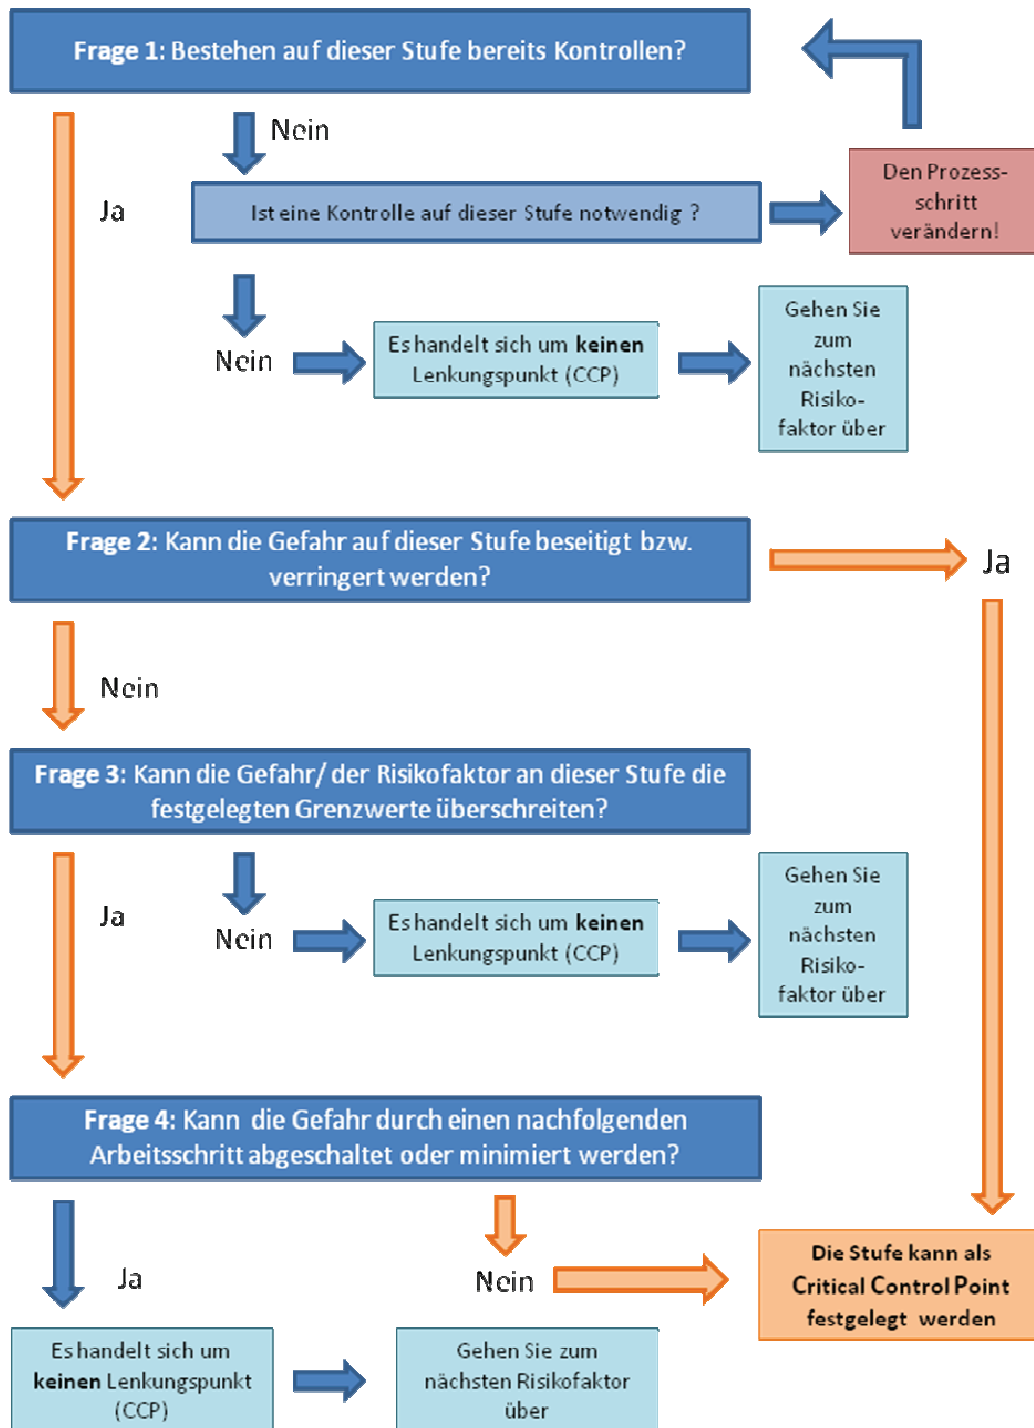 Frage 1: Bestehen auf dieser Stufe bereits Kontrollen?
Nein
Ja
Ist eine Kontrolle auf dieser Stufe notwendig ?
Den Prozess-
schritt
verändern!
Nein
Es handelt sich um keinen
Lenkungspunkt (CCP)
Gehen Sie
zum
nächsten
Risiko-
faktor über
Frage 2: Kann die Gefahr auf dieser Stufe beseitigt bzw.
verringert werden?
Ja
Nein
Frage 3: Kann die Gefahr/ der Risikofaktor an dieser Stufe die
festgelegten Grenzwerte überschreiten?
Ja
Nein
Es handelt sich um keinen
Lenkungspunkt (CCP)
Gehen Sie
zum
nächsten
Risiko-
faktor über
Frage 4: Kann die Gefahr durch einen nachfolgenden
Arbeitsschritt abgeschaltet oder minimiert werden?
Ja
Nein
Die Stufe kann als
Critical Control Point
festgelegt werden
Es handelt sich um
keinen Lenkungspunkt
(CCP)
Gehen Sie zum
nächsten Risikofaktor
über